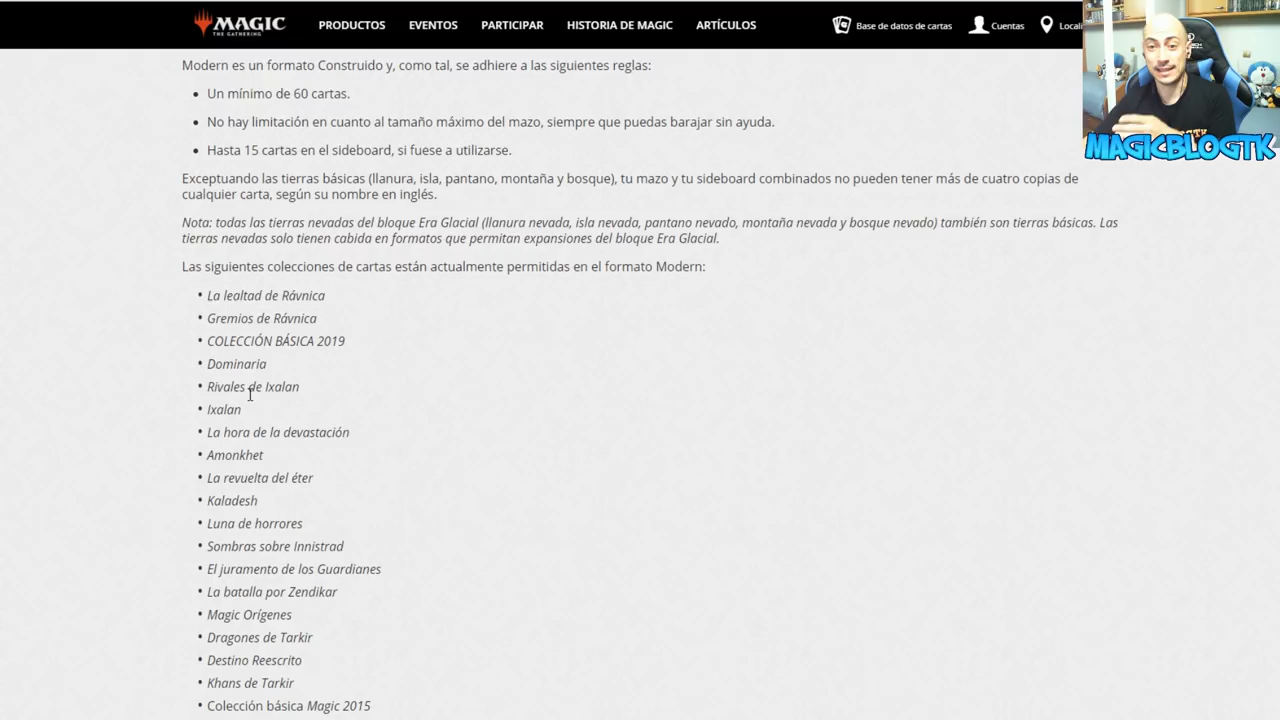 MAGIC
THE GATHERING
PRODUCTOS
EVENTOS
PARTICIPAR
HISTORIA DE MAGIC
ARTÍCULOS
Base de datos de cartas
Cuentas
MAGICBLOGTK
Modern es un formato Construido y, como tal, se adhiere a las siguientes reglas:
• Un mínimo de 60 cartas.
• No hay limitación en cuanto al tamaño máximo del mazo, siempre que puedas barajar sin ayuda.
• Hasta 15 cartas en el sideboard, si fuese a utilizarse.
Exceptuando las tierras básicas (llanura, isla, pantano, montaña y bosque), tu mazo y tu sideboard combinados no pueden tener más de cuatro copias de
cualquier carta, según su nombre en inglés.
Nota: todas las tierras nevadas del bloque Era Glacial (llanura nevada, isla nevada, pantano nevado, montaña nevada y bosque nevado) también son tierras básicas. Las
tierras nevadas solo tienen cabida en formatos que permitan expansiones del bloque Era Glacial.
Las siguientes colecciones de cartas están actualmente permitidas en el formato Modern:
• La lealtad de Rávnica
• Gremios de Rávnica
• COLECCIÓN BÁSICA 2019
• Dominaria
• Rivales de Ixalan
• Ixalan
• La hora de la devastación
• Amonkhet
• La revuelta del éter
• Kaladesh
• Luna de horrores
• Sombras sobre Innistrad
• El juramento de los Guardianes
• La batalla por Zendikar
• Magic Orígenes
• Dragones de Tarkir
• Destino Reescrito
• Khans de Tarkir
• Colección básica Magic 2015